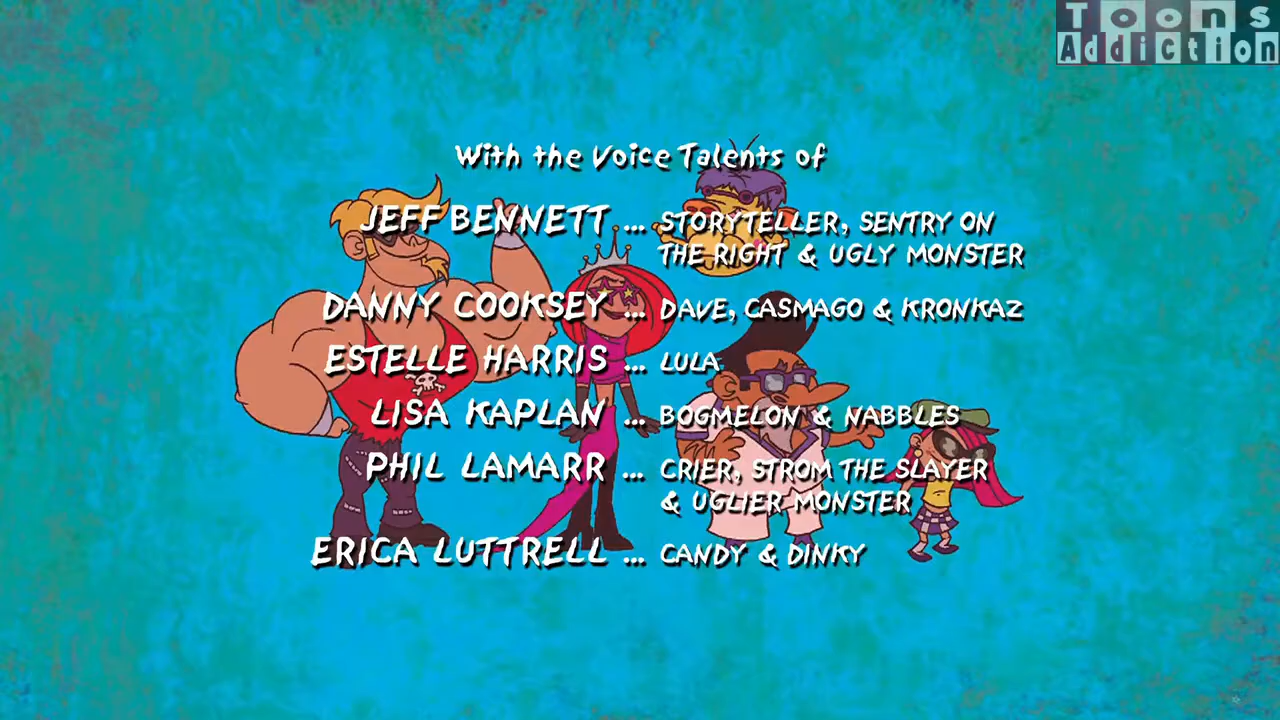 Toons
Addiction
With the Voice Talents of
JEFF BENNETT ... STORYTELLER, SENTRY ON
THE RIGHT & UGLY MONSTER
DANNY COOKSEY ... DAVE, CASMAGO & KRONKAZ
ESTELLE HARRIS ... LULA
LISA KAPLAN ... BOGMELON & NABBLES
PHIL LAMARR ... CRIER, STROM THE SLAYER
& UGLIER MONSTER
ERICA LUTTRELL ... CANDY & DINKY